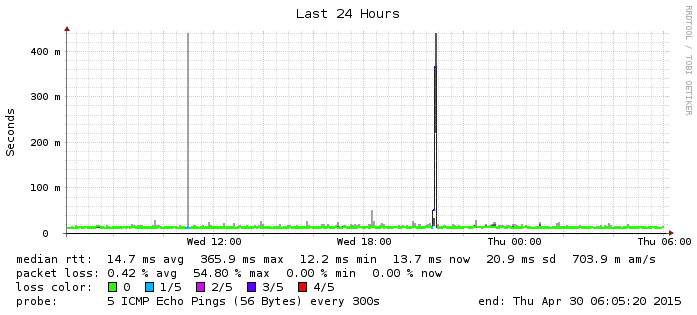 Last 24 Hours
RRDTOOL / TOBI OETIKER
Seconds
400 m
300 m
200 m
100 m
0
Wed 12:00 Wed 18:00 Thu 00:00 Thu 06:00
median rtt: 14.7 ms avg 365.9 ms max 12.2 ms min 13.7 ms now 20.9 ms sd 703.9 m am/s
packet loss: 0.42 % avg 54.80 % max 0.00 % min 0.00 % now
loss color: 0 1/5 2/5 3/5 4/5
probe: 5 ICMP Echo Pings (56 Bytes) every 300s end: Thu Apr 30 06:05:20 2015